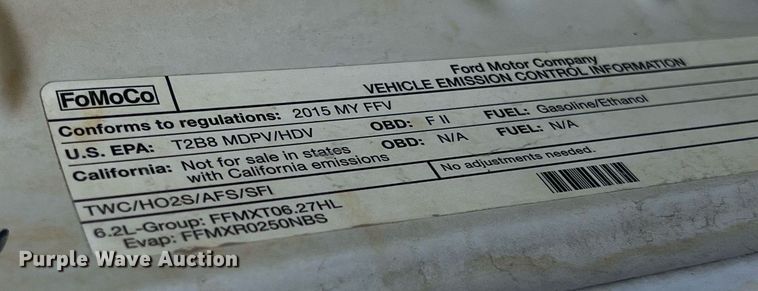 FoMoCo
Ford Motor Company
VEHICLE EMISSION CONTROL INFORMATION
Conforms to regulations: 2015 MY FFV
U.S. EPA: T2B8 MDPV/HDV OBD: F II FUEL: Gasoline/Ethanol
California: Not for sale in states with California emissions OBD: N/A FUEL: N/A
TWC/HO2S/AFS/SFI
No adjustments needed.
6.2L-Group: FFMXT06.27HL
Evap: FFMXR0250NBS
Purple Wave Auction